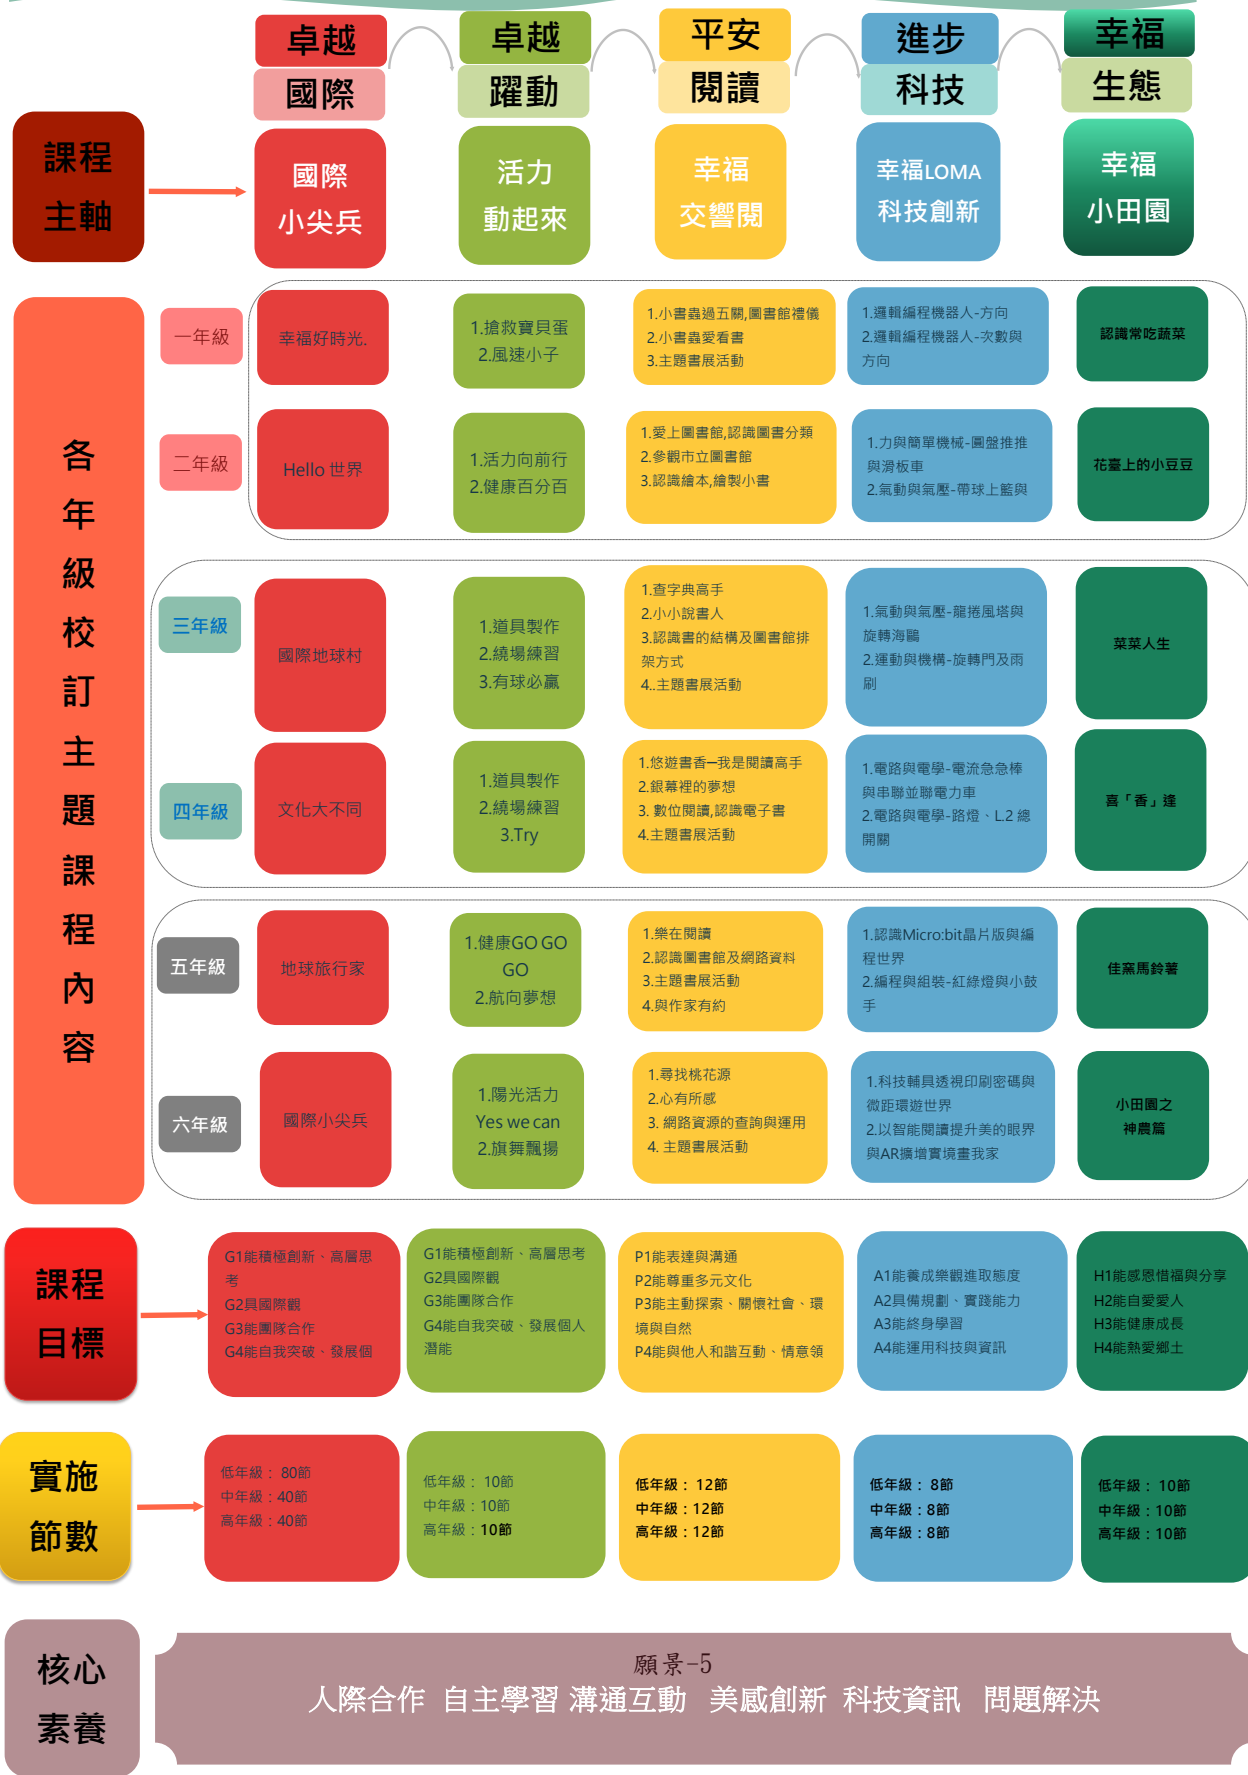 卓越
卓越
平安
進步
幸福
國際
躍動
閱讀
科技
生態
課程
主軸
國際
小尖兵
活力
動起來
幸福
交響閱
幸福LOMA
科技創新
幸福
小田園
各年級校訂主題課程內容
一年級
幸福好時光.
1.搶救寶貝蛋
2.風速小子
1.小書蟲過五關,圖書館禮儀
2.小書蟲愛看書
3.主題書展活動
1.邏輯編程機器人-方向
2.邏輯編程機器人-次數與
方向
認識常吃蔬菜
二年級
Hello 世界
1.活力向前行
2.健康百分百
1.愛上圖書館,認識圖書分類
2.參觀市立圖書館
3.認識繪本,繪製小書
1.力與簡單機械-圓盤推推
與滑板車
2.氣動與氣壓-帶球上籃與
花臺上的小豆豆
三年級
國際地球村
1.道具製作
2.繞場練習
3.有球必贏
1.查字典高手
2.小小說書人
3.認識書的結構及圖書館排
架方式
4..主題書展活動
1.氣動與氣壓-龍捲風塔與
旋轉海鷗
2.運動與機構-旋轉門及雨
刷
菜菜人生
四年級
文化大不同
1.道具製作
2.繞場練習
3.Try
1.悠遊書香─我是閱讀高手
2.銀幕裡的夢想
3. 數位閱讀,認識電子書
4.主題書展活動
1.電路與電學-電流急急棒
與串聯並聯電力車
2.電路與電學-路燈、L.2 總
開關
喜「香」逢
五年級
地球旅行家
1.健康GO GO
GO
2.航向夢想
1.樂在閱讀
2.認識圖書館及網路資料
3.主題書展活動
4.與作家有約
1.認識Micro:bit晶片版與編
程世界
2.編程與組裝-紅綠燈與小鼓
手
佳窯馬鈴薯
六年級
國際小尖兵
1.陽光活力
Yes we can
2.旗舞飄揚
1.尋找桃花源
2.心有所感
3. 網路資源的查詢與運用
4. 主題書展活動
1.科技輔具透視印刷密碼與
微距環遊世界
2.以智能閱讀提升美的眼界
與AR擴增實境畫我家
小田園之
神農篇
課程
目標
G1能積極創新、高層思
考
G2具國際觀
G3能團隊合作
G4能自我突破、發展個
G1能積極創新、高層思考
G2具國際觀
G3能團隊合作
G4能自我突破、發展個人
潛能
P1能表達與溝通
P2能尊重多元文化
P3能主動探索、關懷社會、環
境與自然
P4能與他人和諧互動、情意領
A1能養成樂觀進取態度
A2具備規劃、實踐能力
A3能終身學習
A4能運用科技與資訊
H1能感恩惜福與分享
H2能自愛愛人
H3能健康成長
H4能熱愛鄉土
實施
節數
低年級： 80節
中年級：40節
高年級：40節
低年級： 10節
中年級：10節
高年級：10節
低年級： 12節
中年級：12節
高年級：12節
低年級： 8節
中年級：8節
高年級：8節
低年級： 10節
中年級：10節
高年級：10節
核心
素養
願景-5
人際合作 自主學習 溝通互動 美感創新 科技資訊 問題解決